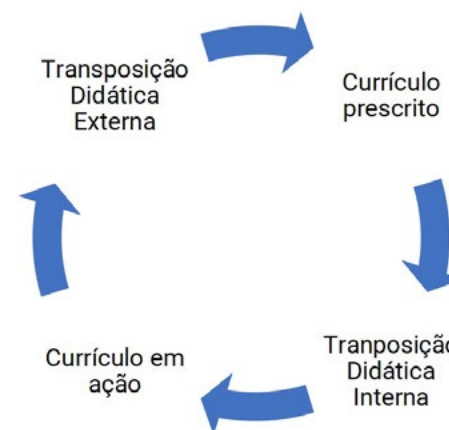 Transposição
Didática
Externa
Currículo
prescrito
Tranposição
Didática
Interna
Currículo em
ação